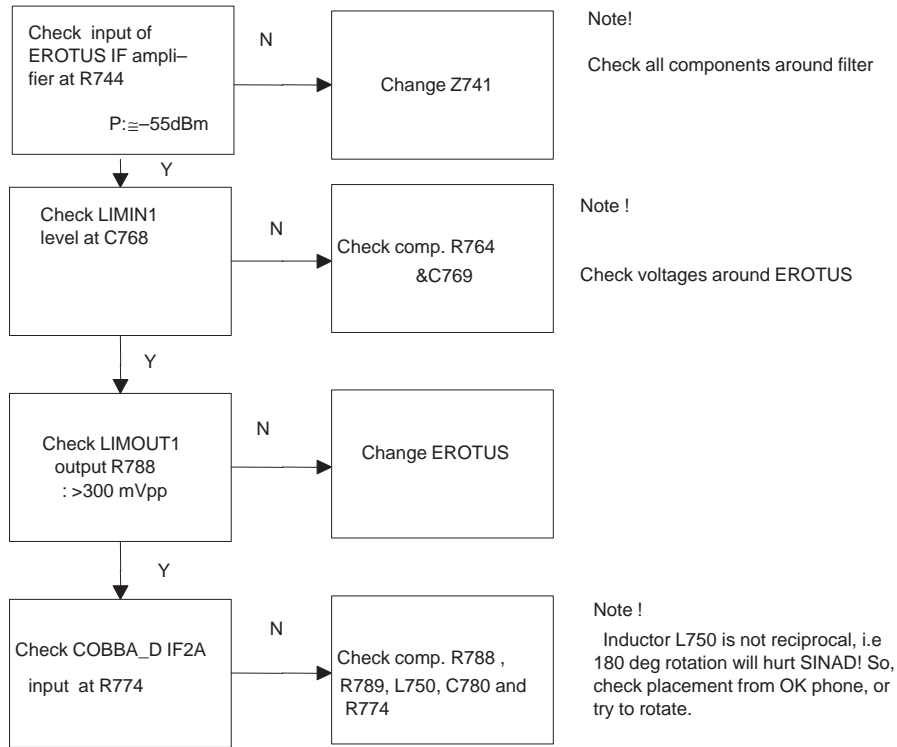 Check input of
EROTUS IF ampli–
fier at R744
P:≅–55dBm
N
Change Z741
Note!
Check all components around filter
Y
Check LIMIN1
level at C768
N
Check comp. R764
&C769
Note !
Check voltages around EROTUS
Y
Check LIMOUT1
output R788
: >300 mVpp
N
Change EROTUS
Y
Check COBBA_D IF2A
input at R774
N
Check comp. R788 ,
R789, L750, C780 and
R774
Note !
Inductor L750 is not reciprocal, i.e
180 deg rotation will hurt SINAD! So,
check placement from OK phone, or
try to rotate.